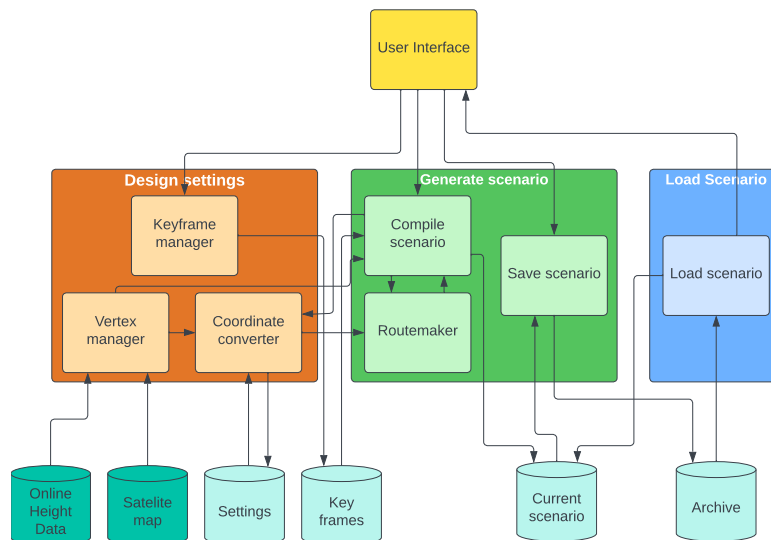 User Interface
Design settings
Generate scenario
Load Scenario
Keyframe
manager
Compile
scenario
Save scenario
Load scenario
Vertex
manager
Coordinate
converter
Routemaker
Online
Height
Data
Satelite
map
Settings
Key
frames
Current
scenario
Archive